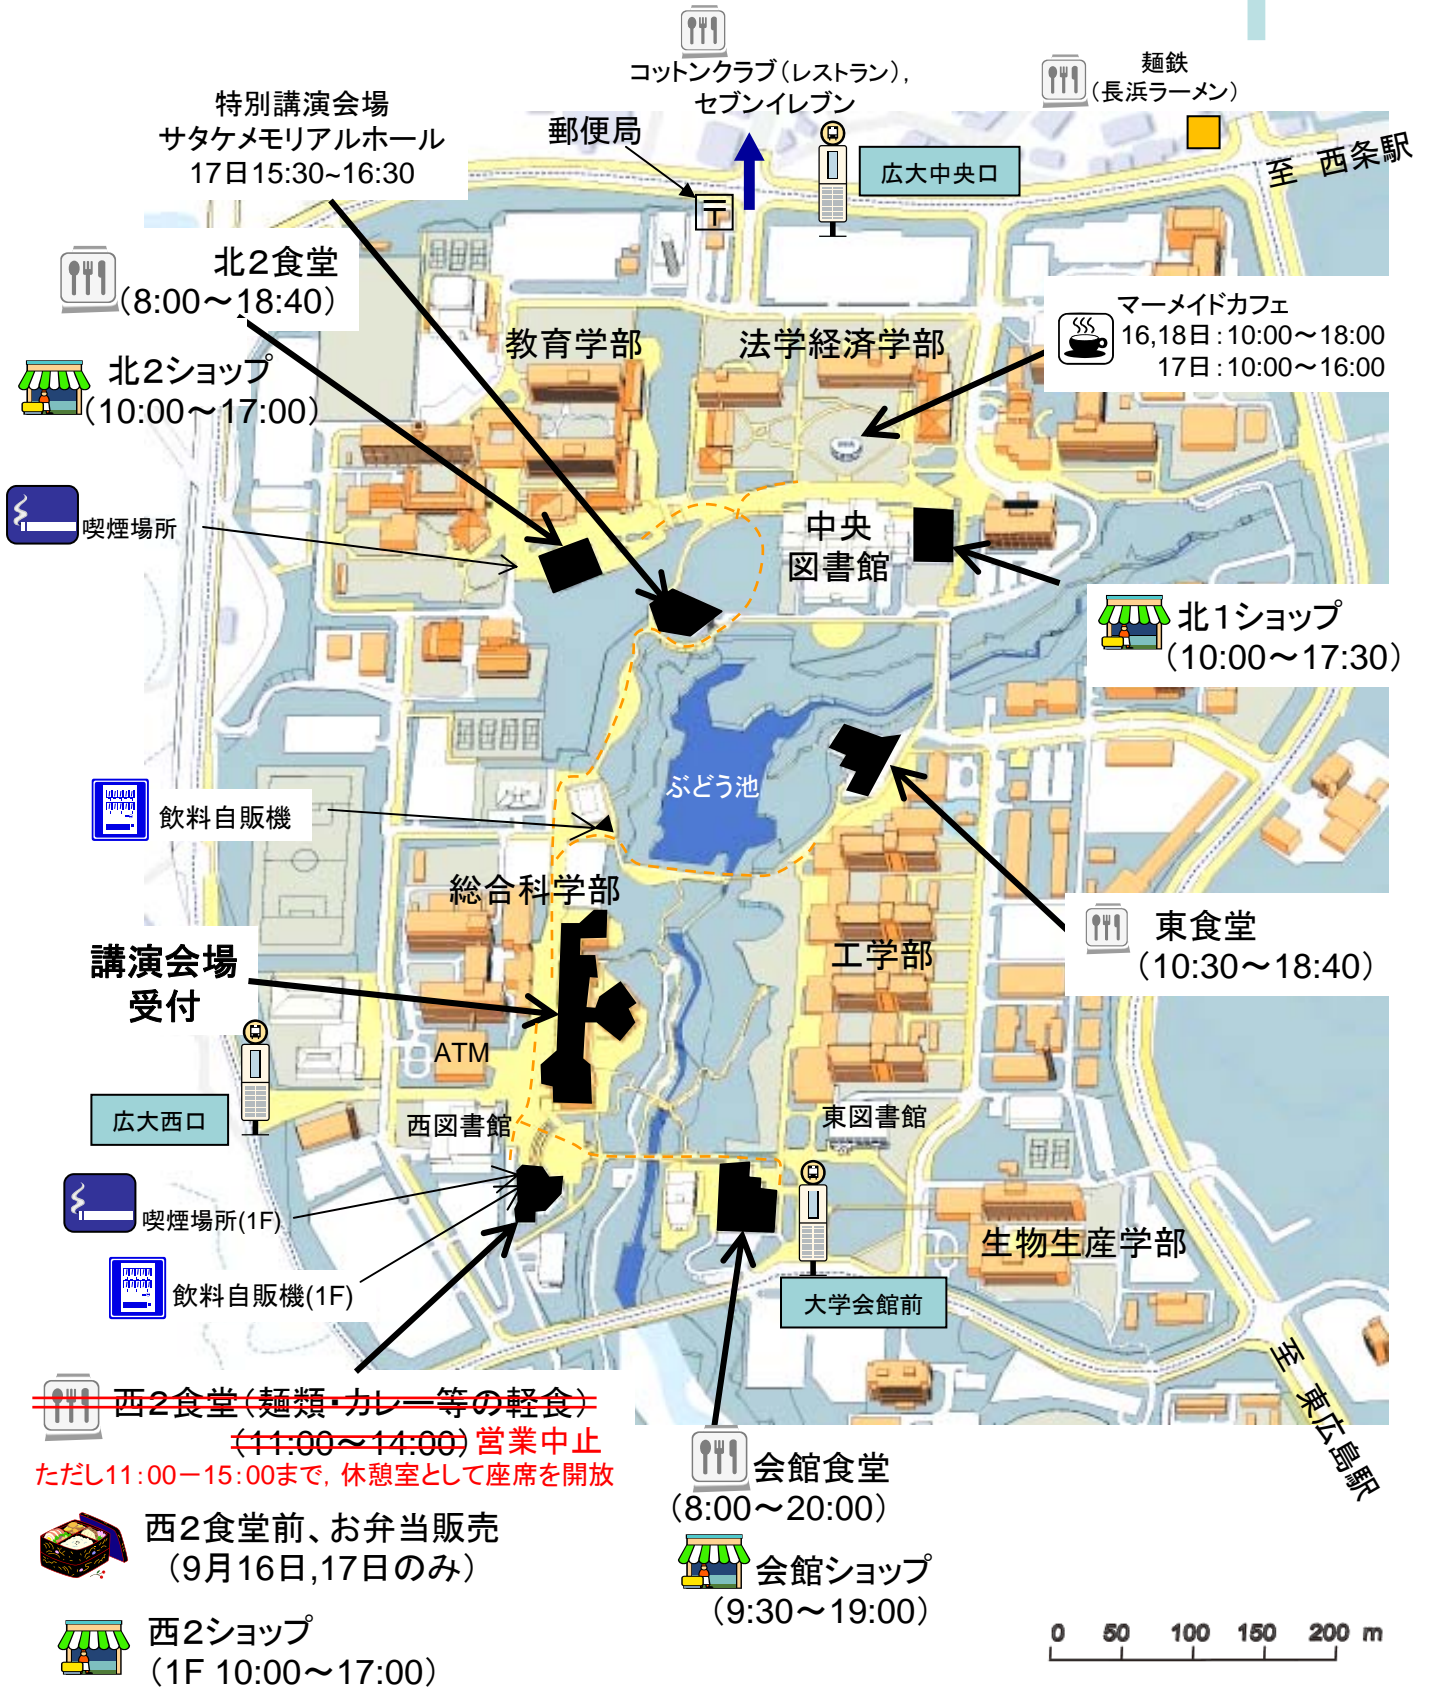 コットンクラブ（レストラン），
セブンイレブン
麺鉄
（長浜ラーメン）
特別講演会場
サタケメモリアルホール
17日15:30~16:30
郵便局
広大中央口
至 西条駅
北２食堂
（8:00～18:40）
北２ショップ
（10:00～17:00）
教育学部
法学経済学部
マーメイドカフェ
16,18日：10:00～18:00
17日：10:00～16:00
喫煙場所
中央
図書館
北１ショップ
（10:00～17:30）
ぶどう池
飲料自販機
総合科学部
東食堂
（10:30～18:40）
工学部
講演会場
受付
ATM
広大西口
西図書館
東図書館
喫煙場所(1F)
生物生産学部
飲料自販機(1F)
大学会館前
至 東広島駅
西２食堂（麺類・カレー等の軽食）
（11:00～14:00）営業中止
ただし11：00－15：00まで，休憩室として座席を開放
会館食堂
（8:00～20:00）
西２食堂前、お弁当販売
（9月16日,17日のみ）
会館ショップ
（9:30～19:00）
西２ショップ
（1F 10:00～17:00）
0 50 100 150 200 m